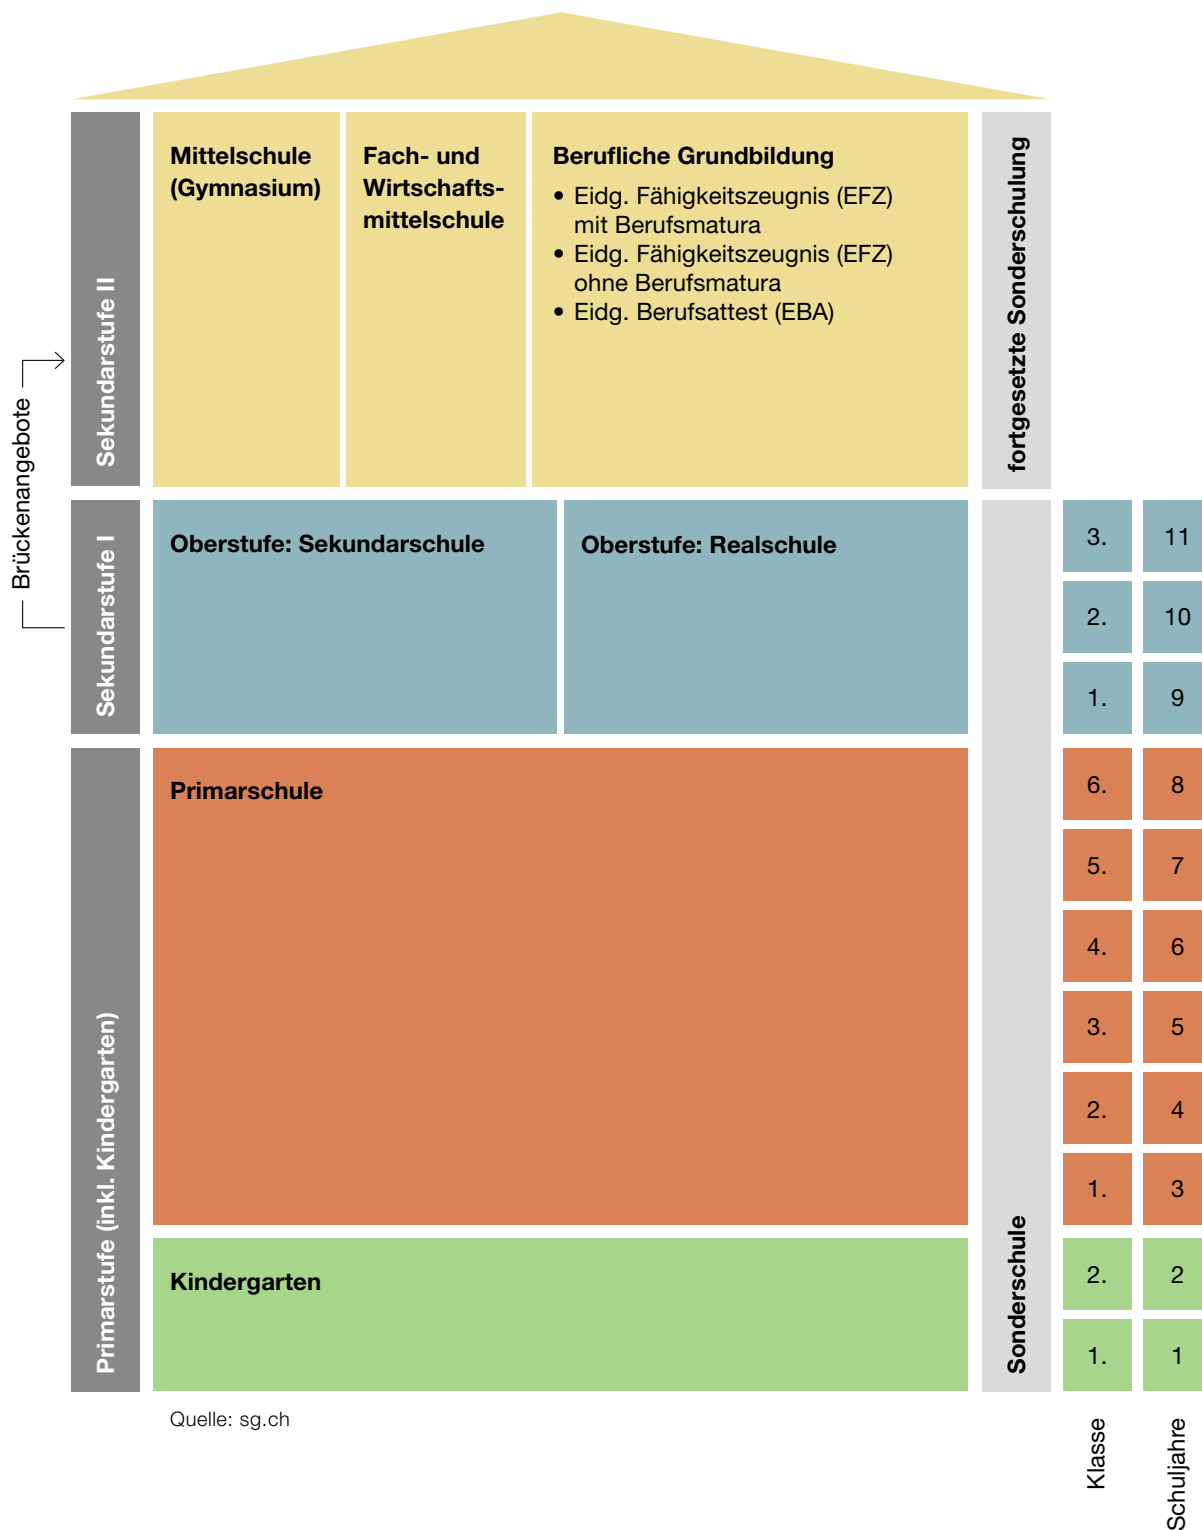 Mittelschule
(Gymnasium)
Fach- und
Wirtschafts-
mittelschule
Berufliche Grundbildung
• Eidg. Fähigkeitszeugnis (EFZ)
mit Berufsmatura
• Eidg. Fähigkeitszeugnis (EFZ)
ohne Berufsmatura
• Eidg. Berufsattest (EBA)
fortgesetzte Sonderschulung
Sekundarstufe II
Brückenangebote
Sekundarstufe I
Oberstufe: Sekundarschule
Oberstufe: Realschule
3. 11
2. 10
1. 9
Primarstufe (inkl. Kindergarten)
Primarschule
6. 8
5. 7
4. 6
3. 5
2. 4
1. 3
Kindergarten
Sonderschule
2. 2
1. 1
Quelle: sg.ch
Klasse
Schuljahre